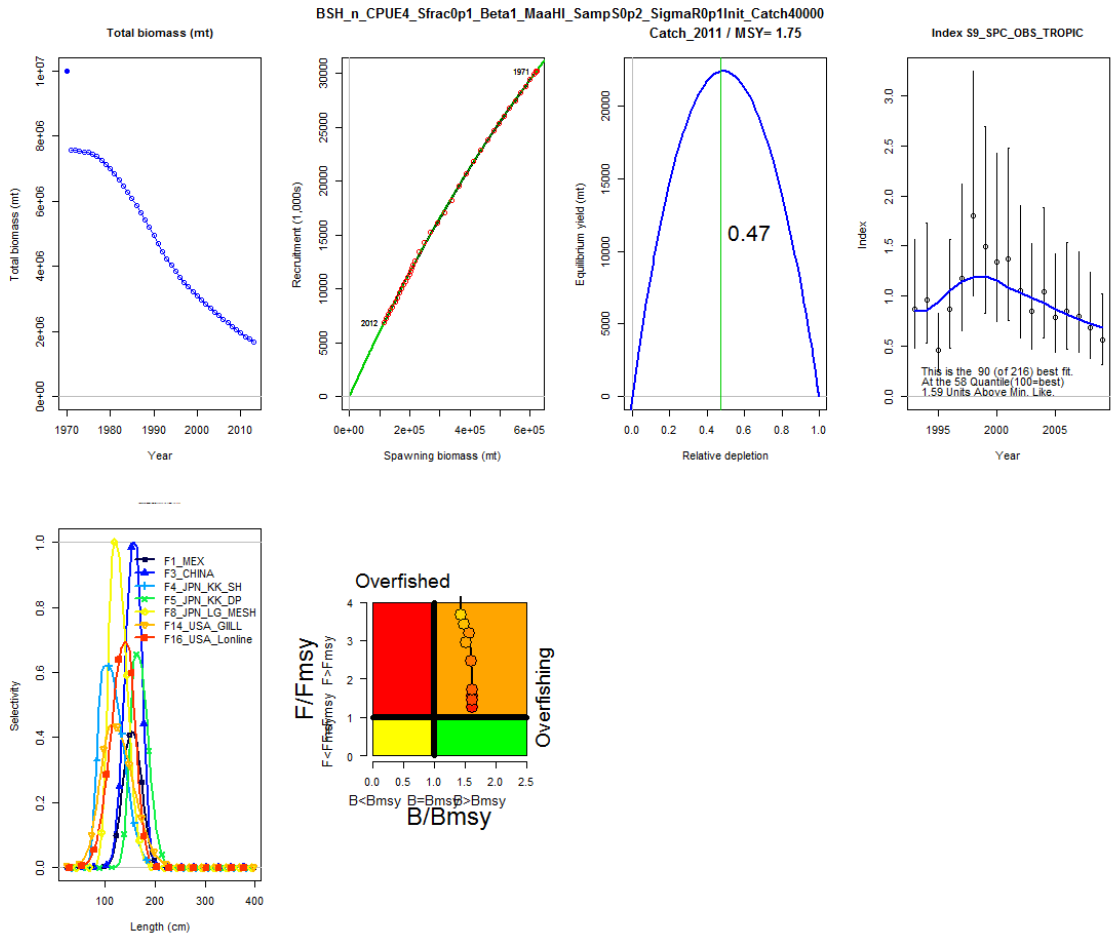 BSH_n_CPUE4_Sfrac0p1_Beta1_MaaHI_SampS0p2_SigmaR0p1Init_Catch40000
Total biomass (mt)
Catch_2011 / MSY= 1.75
Index S9_SPC_OBS_TROPIC
Total biomass (mt)
0e+00
2e+06
4e+06
6e+06
8e+06
1e+07
1970
1980
1990
2000
2010
Year
Recruitment (1,000s)
0
5000
10000
15000
20000
25000
30000
1971
2012
0e+00
2e+05
4e+05
6e+05
Spawning biomass (mt)
Equilibrium yield (mt)
0
5000
10000
15000
20000
0.47
0.0
0.2
0.4
0.6
0.8
1.0
Relative depletion
Index
0.0
0.5
1.0
1.5
2.0
2.5
3.0
This is the 90 (of 216) best fit.
At the 58 Quantile(100=best)
1.59 Units Above Min. Like.
1995
2000
2005
Year
Selectivity
0.0
0.2
0.4
0.6
0.8
1.0
F1_MEX
F3_CHINA
F4_JPN_KK_SH
F5_JPN_KK_DP
F8_JPN_LG_MESH
F14_USA_GIILL
F16_USA_Lonline
100
200
300
400
Length (cm)
Overfished
F/Fmsy
F>Fmsy
0
1
2
3
4
Overfishing
0.0
0.5
1.0
1.5
2.0
2.5
B<Bmsy
B=Bmsy
B>Bmsy
B/Bmsy